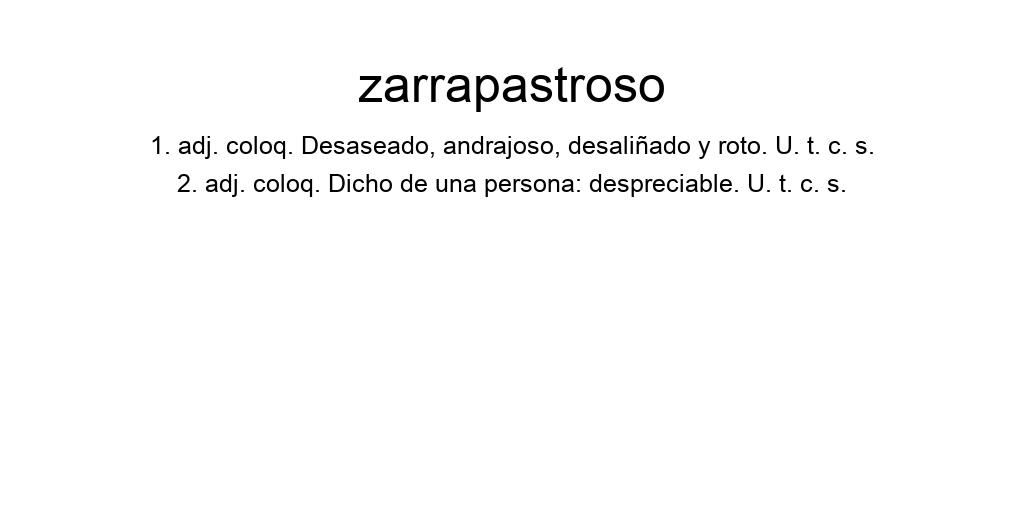 zarrapastroso
1. adj. coloq. Desaseado, andrajoso, desaliñado y roto. U. t. c. s.
2. adj. coloq. Dicho de una persona: despreciable. U. t. c. s.